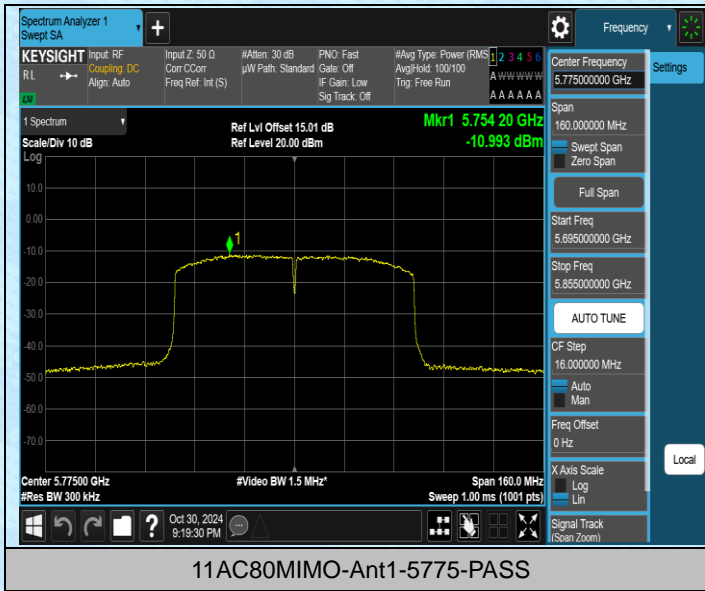 Spectrum Analyzer 1
Swept SA
+
Frequency
KEYSIGHT
RL
LXI
Input: RF
Coupling: DC
Align: Auto
Input Z: 50 Ω
Corr CCorr
Freq Ref: Int (S)
#Atten: 30 dB
µW Path: Standard
PNO: Fast
Gate: Off
IF Gain: Low
Sig Track: Off
#Avg Type: Power (RMS
Avg|Hold: 100/100
Trig: Free Run
1 2 3 4 5 6
A W W W W W
A A A A A A
1 Spectrum
Scale/Div 10 dB
Log
Ref Lvl Offset 15.01 dB
Ref Level 20.00 dBm
Mkr1 5.754 20 GHz
-10.993 dBm
10.0
0.00
1
-10.0
-20.0
-30.0
-40.0
-50.0
-60.0
-70.0
Center 5.77500 GHz
#Res BW 300 kHz
#Video BW 1.5 MHz*
Span 160.0 MHz
Sweep 1.00 ms (1001 pts)
Center Frequency
5.775000000 GHz
Settings
Span
160.000000 MHz
Swept Span
Zero Span
Full Span
Start Freq
5.695000000 GHz
Stop Freq
5.855000000 GHz
AUTO TUNE
CF Step
16.000000 MHz
Auto
Man
Freq Offset
0 Hz
X Axis Scale
Log
Lin
Local
Signal Track
(Span Zoom)
?
Oct 30, 2024
9:19:30 PM
11AC80MIMO-Ant1-5775-PASS